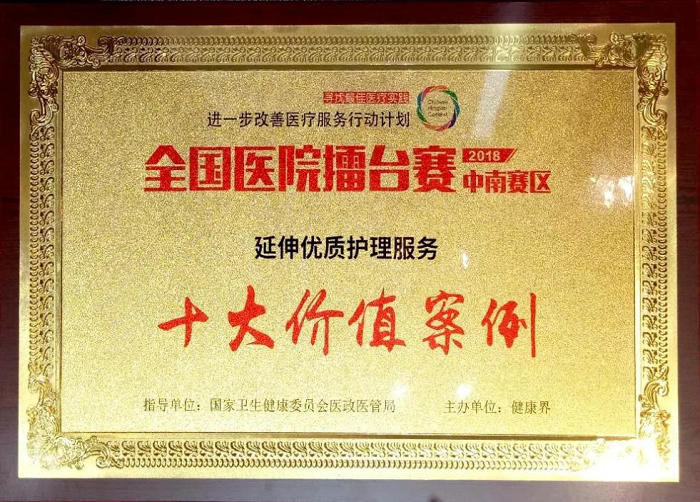 寻找最佳医疗实践
进一步改善医疗服务行动计划
全国医院擂台赛
2018
中南赛区
延伸优质护理服务
十大价值案例
指导单位：国家卫生健康委员会医政医管局 主办单位：健康界